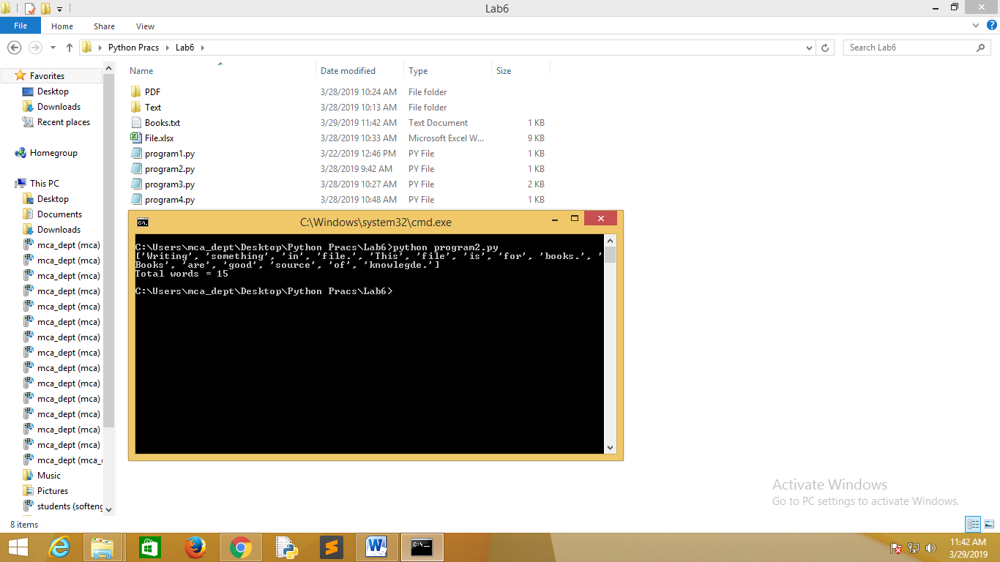 Lab6
File Home Share View
Python Pracs Lab6 Search Lab6
Name Date modified Type Size
Favorites
Desktop
Downloads
Recent places
Homegroup
This PC
Desktop
Documents
Downloads
mca_dept (mca)
mca_dept (mca)
mca_dept (mca)
mca_dept (mca)
mca_dept (mca)
mca_dept (mca)
mca_dept (mca)
mca_dept (mca)
mca_dept (mca)
mca_dept (mca)
mca_dept (mca)
mca_dept (mca)
mca_dept (mca)
mca_dept (mca)
mca_dept (mca_
Music
Pictures
students (softeng
PDF 3/28/2019 10:24 AM File folder
Text 3/28/2019 10:13 AM File folder
Books.txt 3/29/2019 11:42 AM Text Document 1 KB
File.xlsx 3/28/2019 10:33 AM Microsoft Excel W... 9 KB
program1.py 3/22/2019 12:46 PM PY File 1 KB
program2.py 3/28/2019 9:42 AM PY File 1 KB
program3.py 3/28/2019 10:27 AM PY File 2 KB
program4.py 3/28/2019 10:48 AM PY File 1 KB
C:\Windows\system32\cmd.exe
C:\Users\mca_dept\Desktop\Python Pracs\Lab6>python program2.py
['Writing', 'something', 'in', 'file.', 'This', 'file', 'is', 'for', 'books.', '
Books', 'are', 'good', 'source', 'of', 'knowlegde.']
Total words = 15
C:\Users\mca_dept\Desktop\Python Pracs\Lab6>
Activate Windows
Go to PC settings to activate Windows.
8 items
11:42 AM
3/29/2019